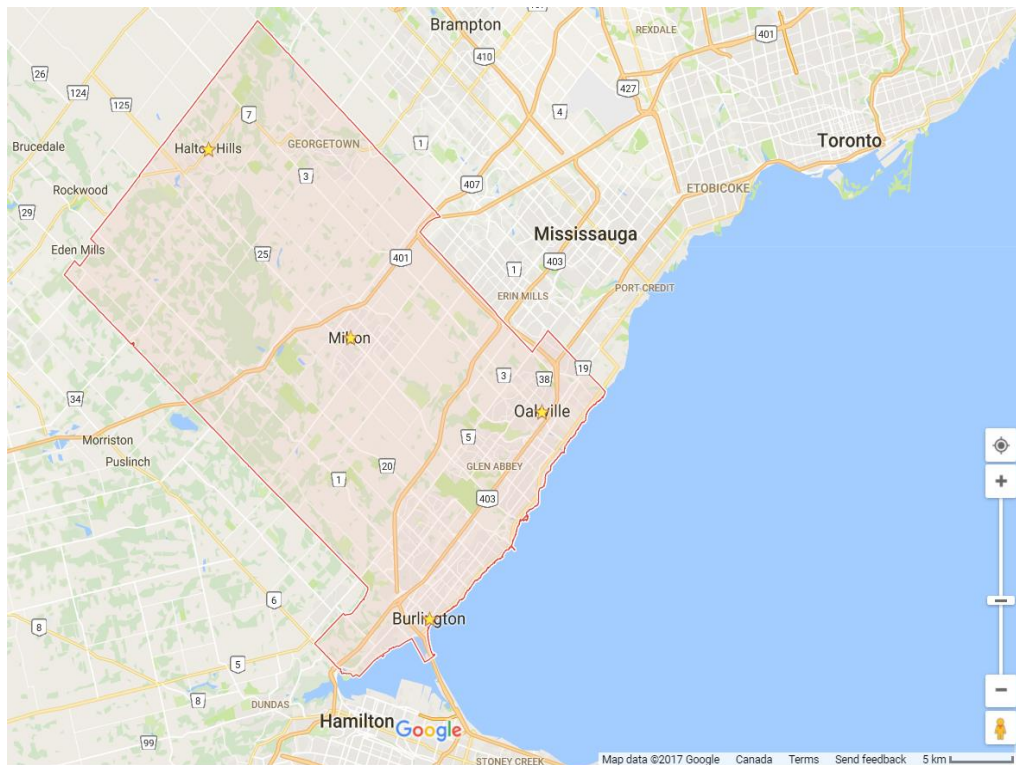 Brampton
REXDALE
401
410
26
427
124
125
7
4
Brucedale
Halton Hills
GEORGETOWN
1
Toronto
3
407
ETOBICOKE
Rockwood
29
Mississauga
Eden Mills
25
401
403
1
ERIN MILLS
PORT CREDIT
Milton
19
3
38
34
Oakville
Morriston
5
Puslinch
20
GLEN ABBEY
1
403
6
Burlington
8
5
8
DUNDAS
Hamilton
Google
99
STONEY CREEK
Map data ©2017 Google Canada Terms Send feedback 5 km